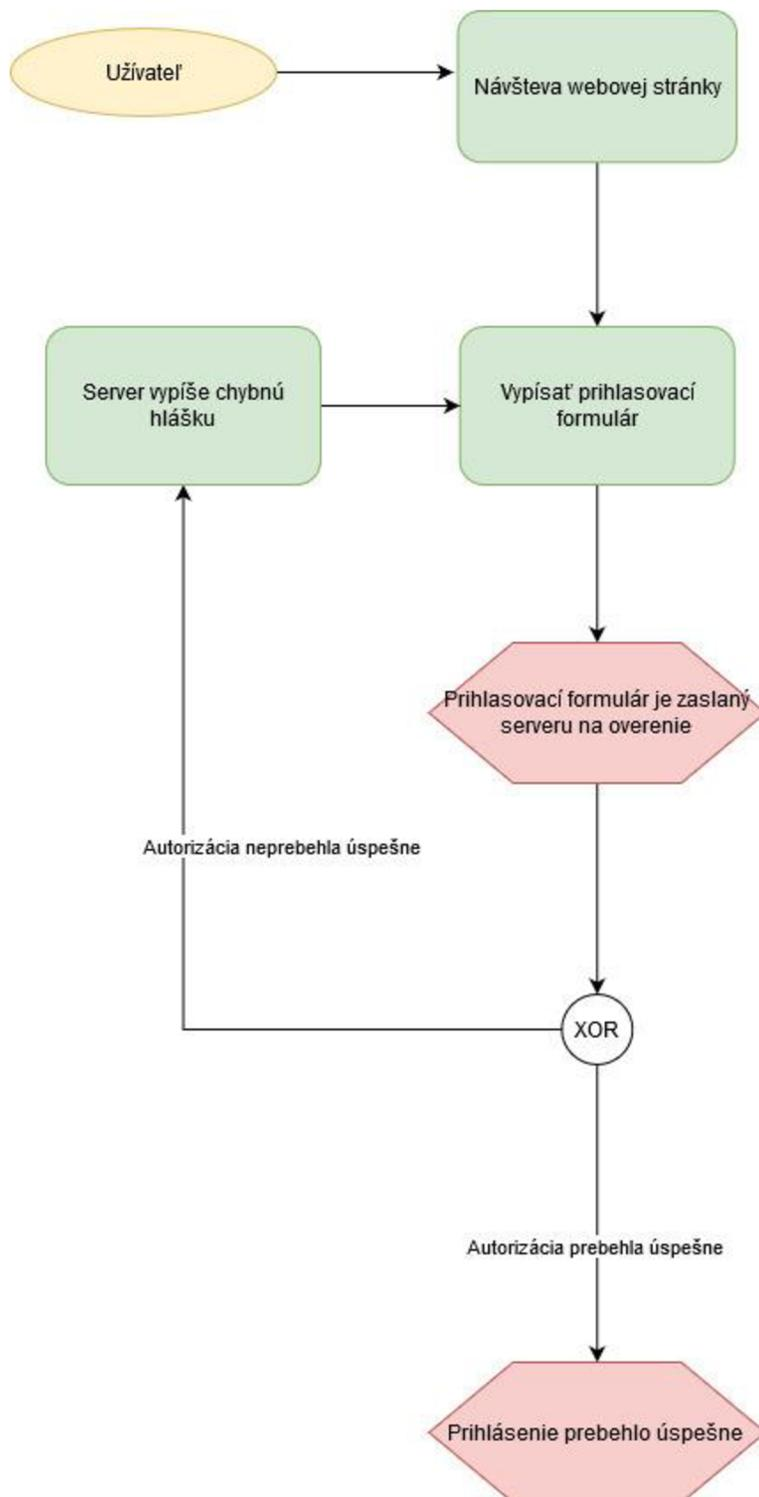 Užívateľ
Návšteva webovej stránky
Server vypíše chybnú
hlášku
Vypísať prihlasovací
formulár
Prihlasovací formulár je zaslaný
serveru na overenie
Autorizácia neprebehla úspešne
XOR
Autorizácia prebehla úspešne
Prihlásenie prebehlo úspešne